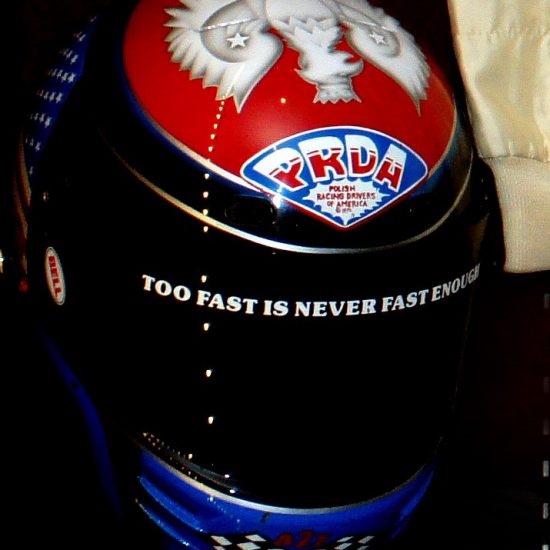 PRDA
POLISH
RACING DRIVERS
OF AMERICA
BELL
TOO FAST IS NEVER FAST ENOUGH